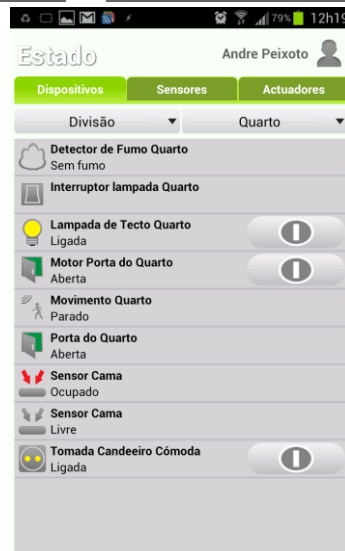 79% 12h19
Estado
Andre Peixoto
Dispositivos Sensores Actuadores
Divisão Quarto
Detector de Fumo Quarto
Sem fumo
Interruptor lampada Quarto
Lampada de Tecto Quarto
Ligada
Motor Porta do Quarto
Aberta
Movimento Quarto
Parado
Porta do Quarto
Aberta
Sensor Cama
Ocupado
Sensor Cama
Livre
Tomada Candeeiro Cómoda
Ligada